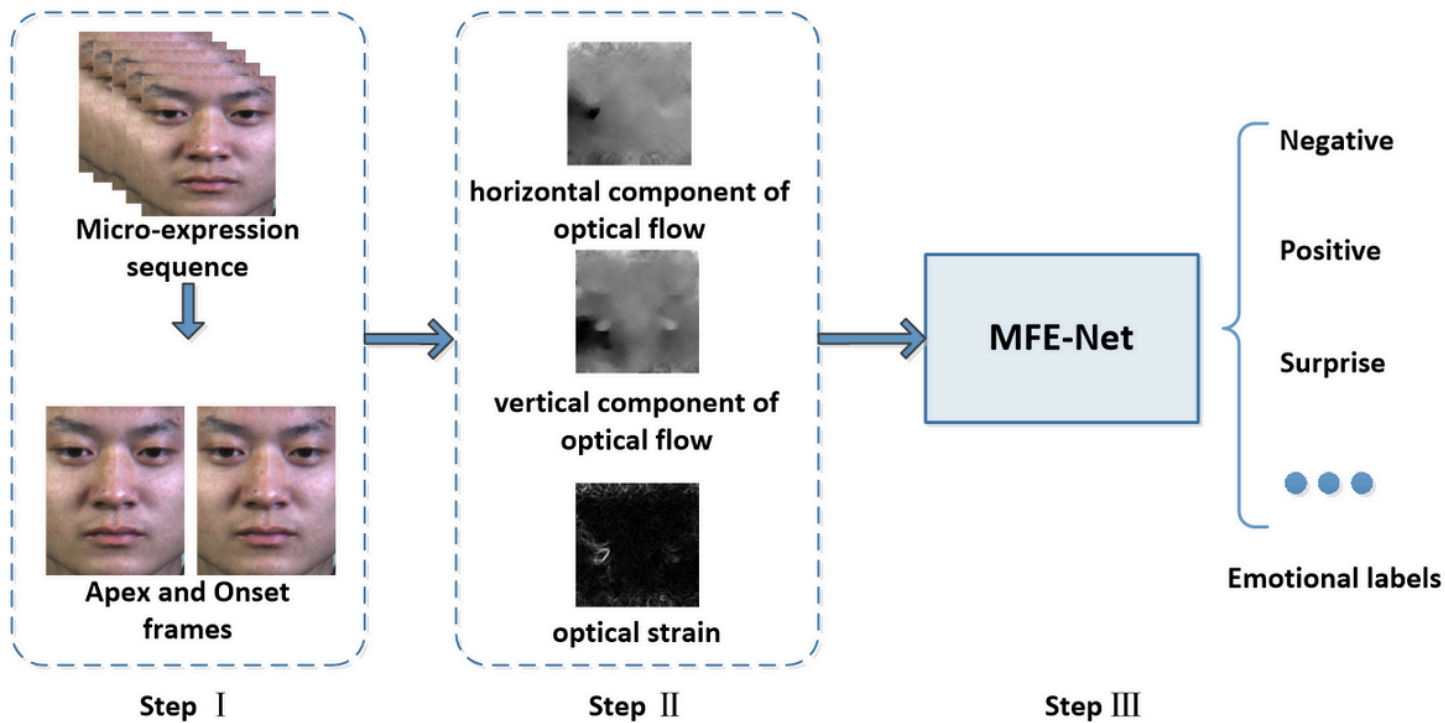 Micro-expression
sequence
Apex and Onset
frames
Step Ⅰ
horizontal component of
optical flow
vertical component of
optical flow
optical strain
Step Ⅱ
MFE-Net
Negative
Positive
Surprise
Emotional labels
Step Ⅲ